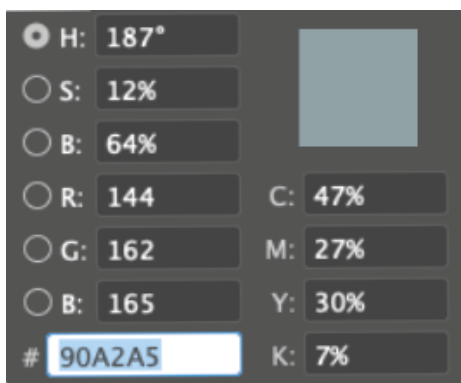 H: 187°
S: 12%
B: 64%
R: 144 C: 47%
G: 162 M: 27%
B: 165 Y: 30%
# 90A2A5 K: 7%